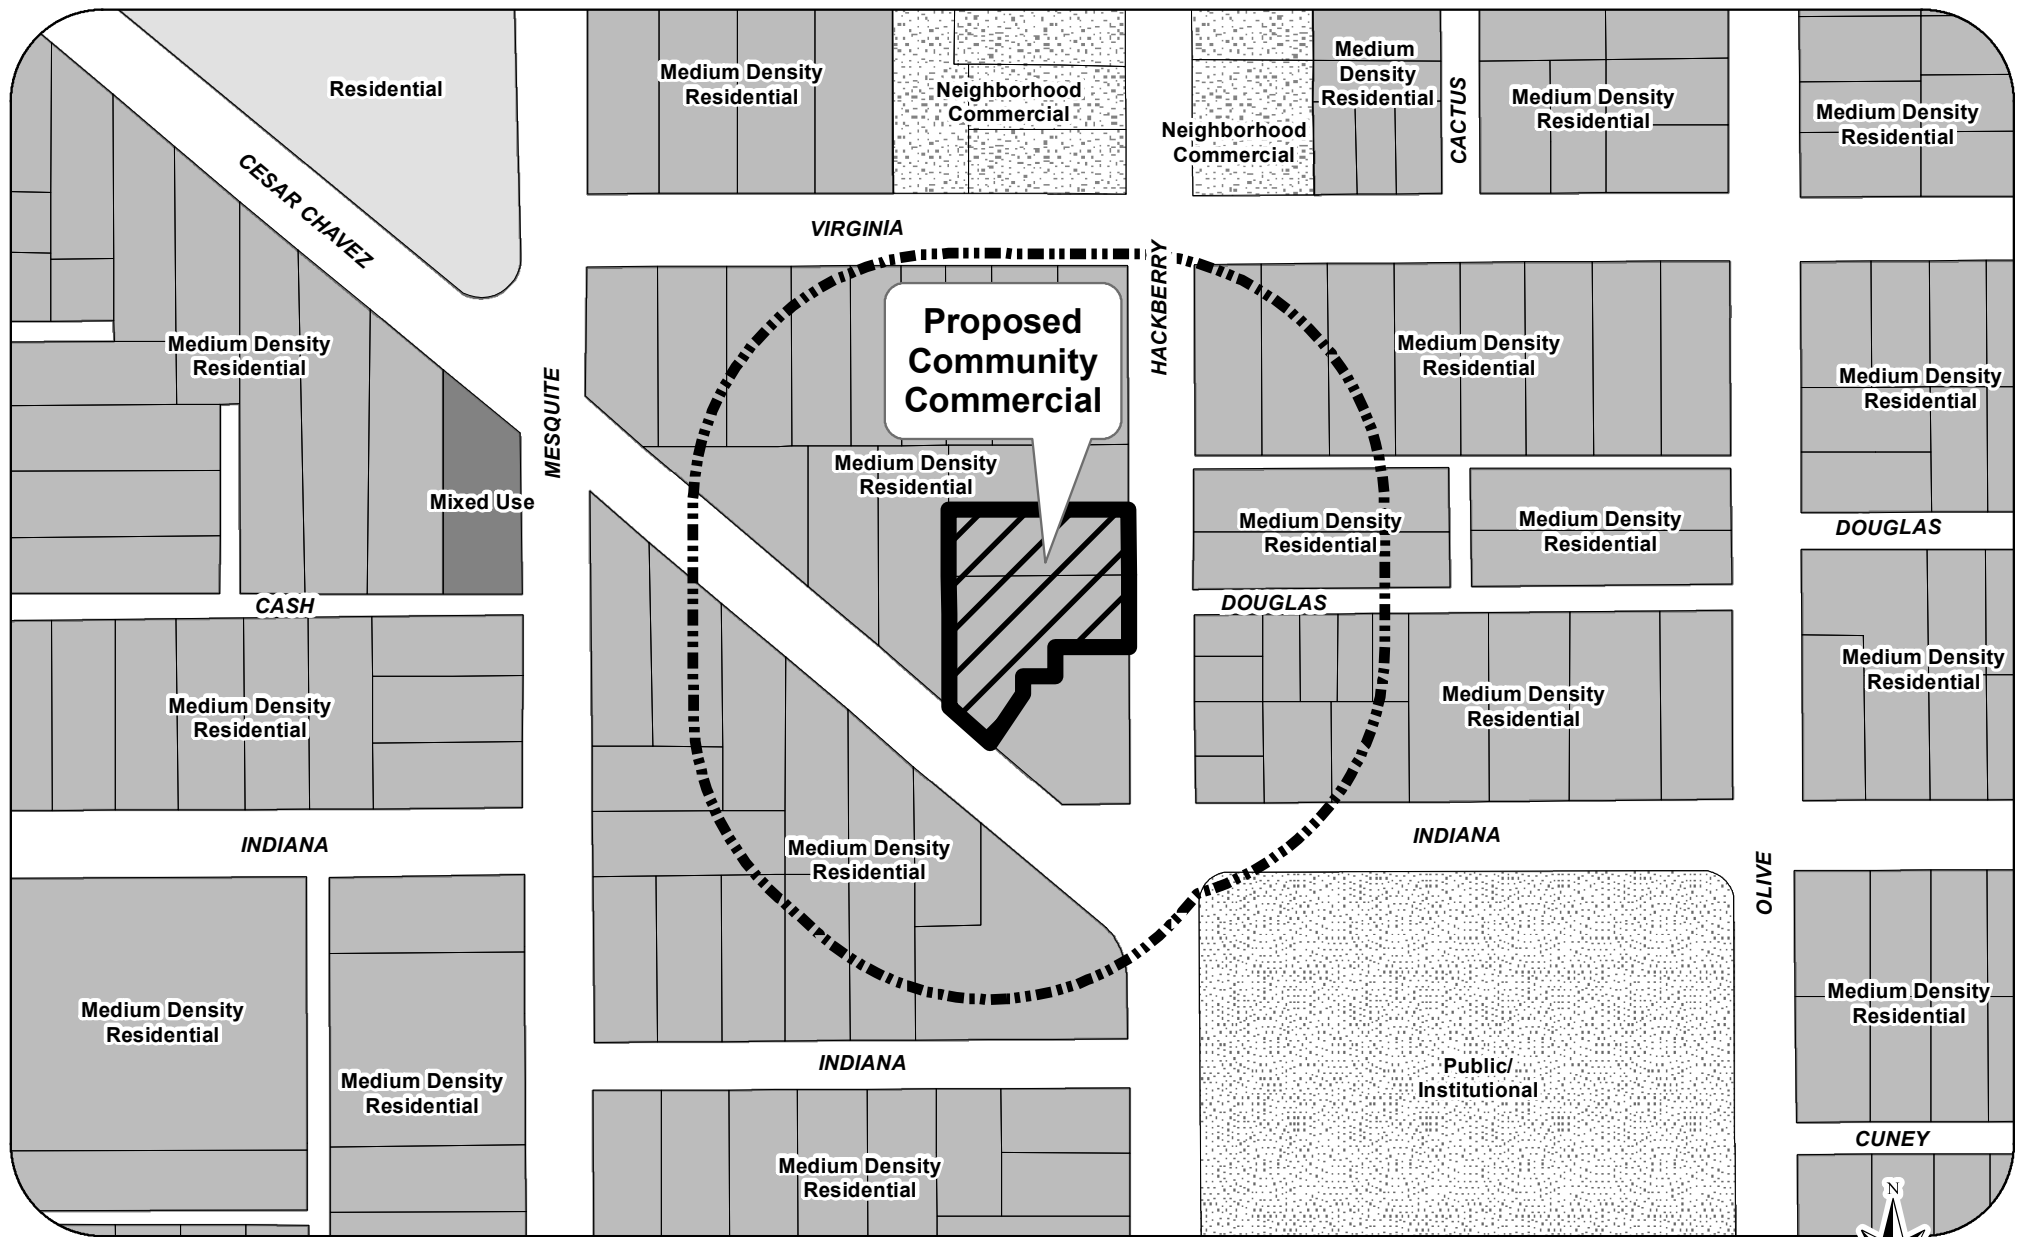 Residential
Medium Density
Residential
Neighborhood
Commercial
Neighborhood
Commercial
Medium
Density
Residential
CACTUS
Medium Density
Residential
Medium Density
Residential
CESAR CHAVEZ
VIRGINIA
HACKBERRY
Medium Density
Residential
MESQUITE
Proposed
Community
Commercial
Medium Density
Residential
Medium Density
Residential
Mixed Use
Medium Density
Residential
Medium Density
Residential
Medium Density
Residential
DOUGLAS
CASH
DOUGLAS
Medium Density
Residential
Medium Density
Residential
Medium Density
Residential
INDIANA
Medium Density
Residential
INDIANA
OLIVE
Medium Density
Residential
Medium Density
Residential
INDIANA
Public/
Institutional
Medium Density
Residential
Medium Density
Residential
CUNEY
N